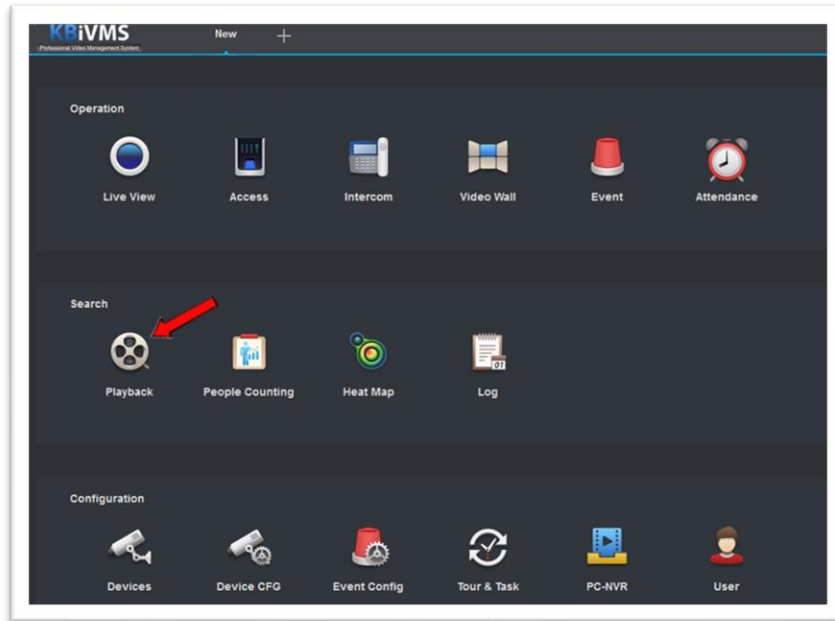 KBiVMS
Professional Video Management System
New
Operation
Live View Access Intercom Video Wall Event Attendance
Search
Playback People Counting Heat Map Log
01
Configuration
Devices Device CFG Event Config Tour & Task PC-NVR User